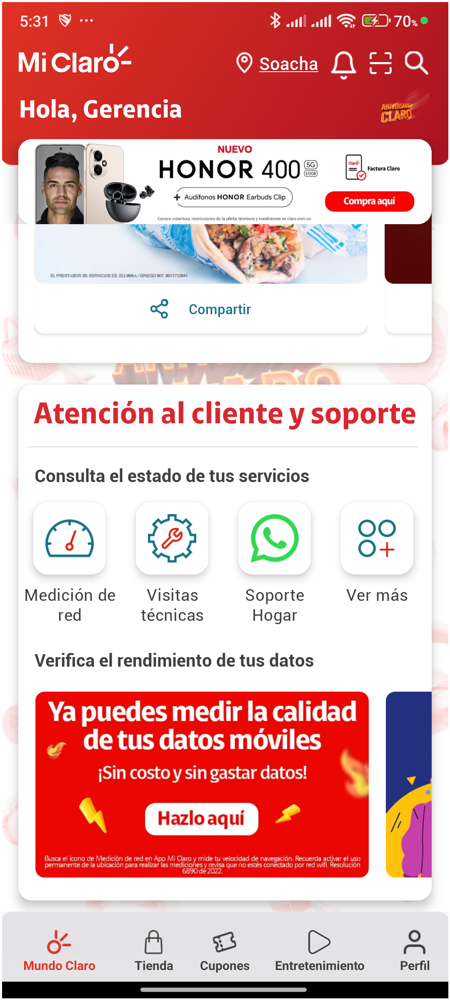 5:31
70%
Mi Claro
Soacha
Hola, Gerencia
ANIVERSARIO
CLARO
NUEVO
HONOR 400 5G
512GB
Claro
Factura Claro
+ Audífonos HONOR Earbuds Clip
Compra aquí
Conoce cobertura, restricciones de la oferta, términos y condiciones en claro.com.co.
EL PRESTADOR DE SERVICIOS ES: ELLINIKA / GRIEGO NIT: 9011712941
Compartir
Atención al cliente y soporte
Consulta el estado de tus servicios
Medición de
red
Visitas
técnicas
Soporte
Hogar
Ver más
Verifica el rendimiento de tus datos
Ya puedes medir la calidad
de tus datos móviles
¡Sin costo y sin gastar datos!
Hazlo aquí
Busca el icono de Medición de red en App Mi Claro y mide tu velocidad de navegación. Recuerda activar el uso
permanente de la ubicación para realizar las mediciones y revisa que no estés conectado por red wifi. Resolución
6890 de 2022.
Mundo Claro
Tienda
Cupones
Entretenimiento
Perfil